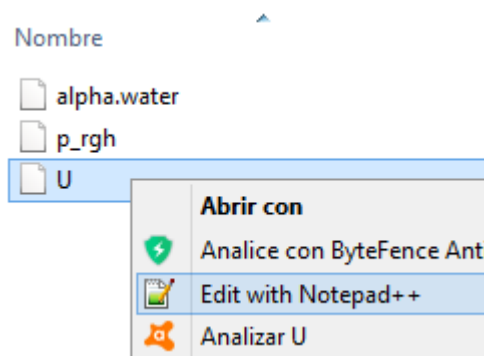 Nombre
alpha.water
p_rgh
U
Abrir con
Analice con ByteFence Ant
Edit with Notepad++
Analizar U